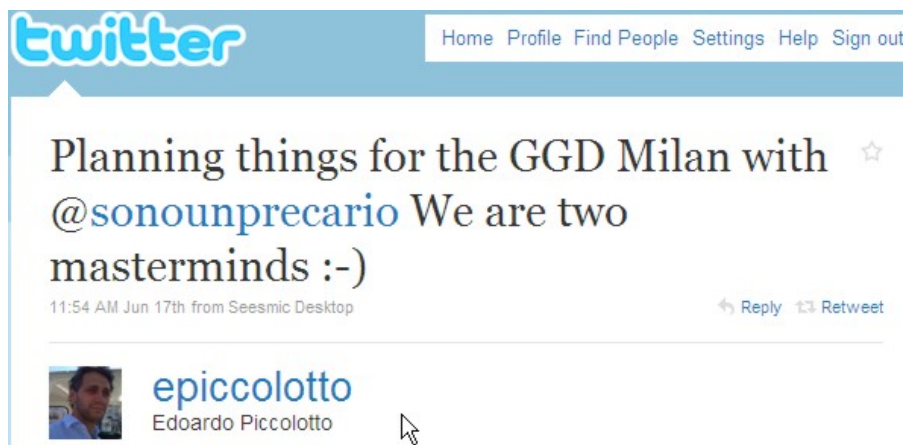 twitter
Home Profile Find People Settings Help Sign out
Planning things for the GGD Milan with
@sonounprecario We are two
masterminds :-)
11:54 AM Jun 17th from Seesmic Desktop
Reply Retweet
epiccolotto
Edoardo Piccolotto